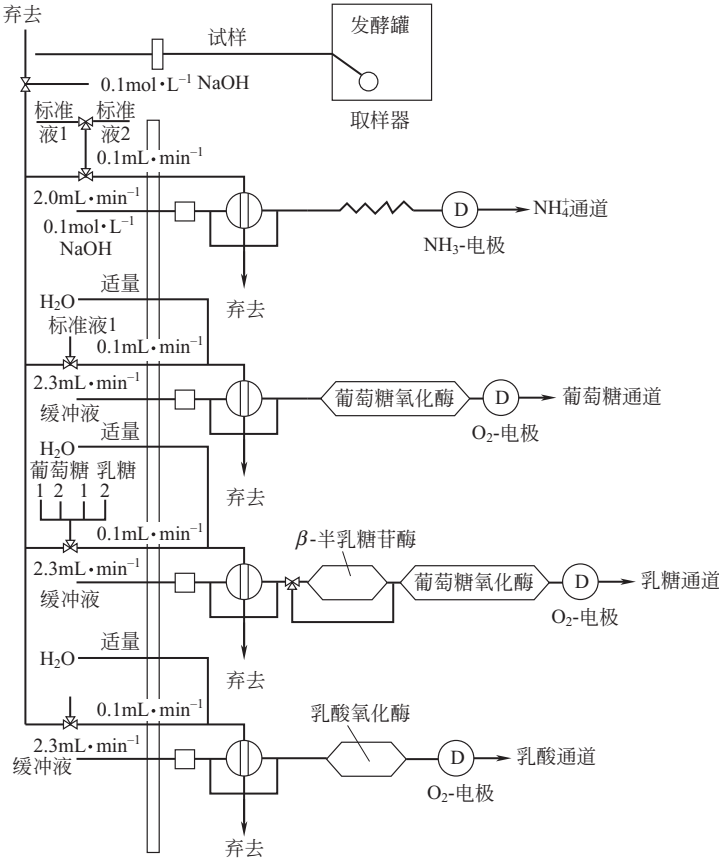 弃去
试样
发酵罐
取样器
0.1mol·L⁻¹ NaOH
标准液1
标准液2
0.1mL·min⁻¹
2.0mL·min⁻¹
0.1mol·L⁻¹
NaOH
D
NH₄⁺通道
NH₃-电极
弃去
适量
H₂O
标准液1
0.1mL·min⁻¹
2.3mL·min⁻¹
缓冲液
葡萄糖氧化酶
D
葡萄糖通道
O₂-电极
弃去
适量
H₂O
葡萄糖 乳糖
1 2 1 2
0.1mL·min⁻¹
2.3mL·min⁻¹
缓冲液
β-半乳糖苷酶
葡萄糖氧化酶
D
乳糖通道
O₂-电极
弃去
适量
H₂O
0.1mL·min⁻¹
2.3mL·min⁻¹
缓冲液
乳酸氧化酶
D
乳酸通道
O₂-电极
弃去